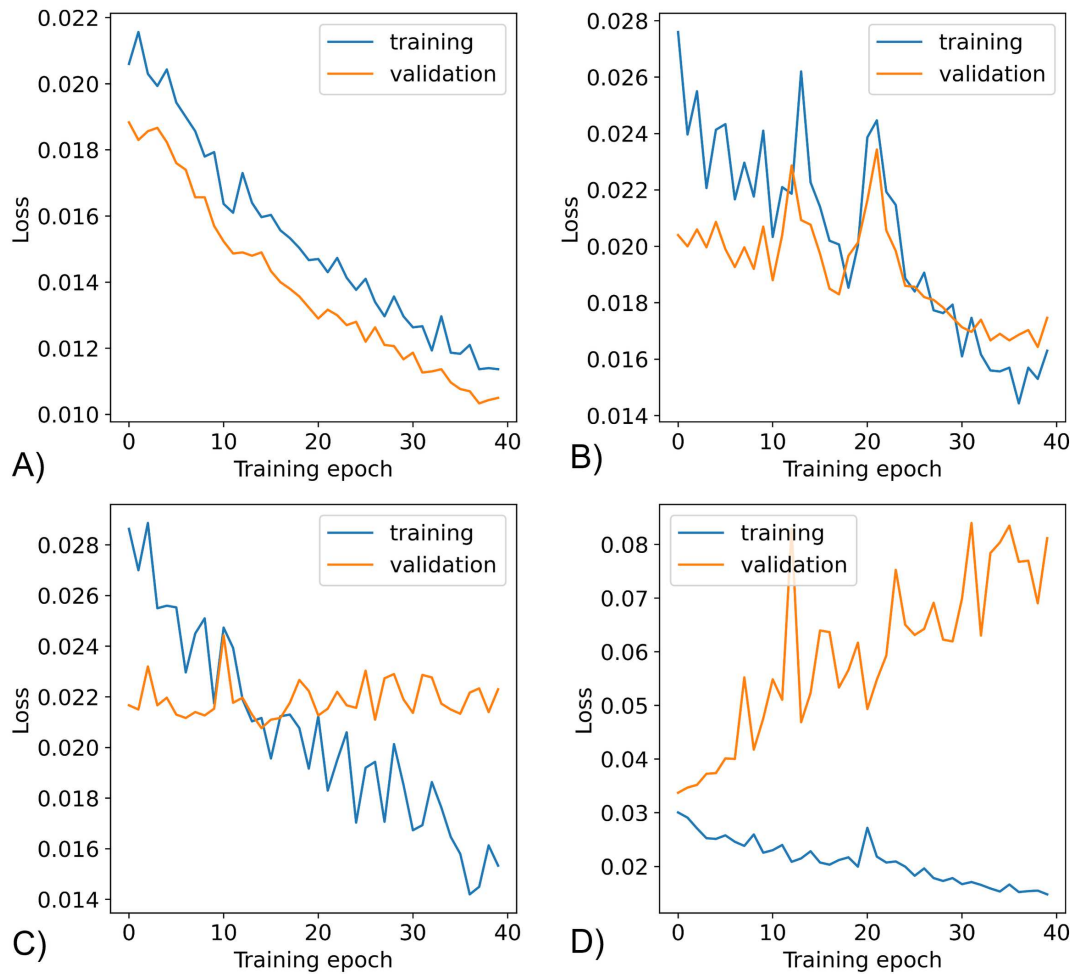 0.022
0.020
0.018
0.016
0.014
0.012
0.010
Loss
training
validation
0 10 20 30 40
Training epoch
A)
0.028
0.026
0.024
0.022
0.020
0.018
0.016
0.014
Loss
training
validation
0 10 20 30 40
Training epoch
B)
0.028
0.026
0.024
0.022
0.020
0.018
0.016
0.014
Loss
training
validation
0 10 20 30 40
Training epoch
C)
0.08
0.07
0.06
0.05
0.04
0.03
0.02
Loss
training
validation
0 10 20 30 40
Training epoch
D)